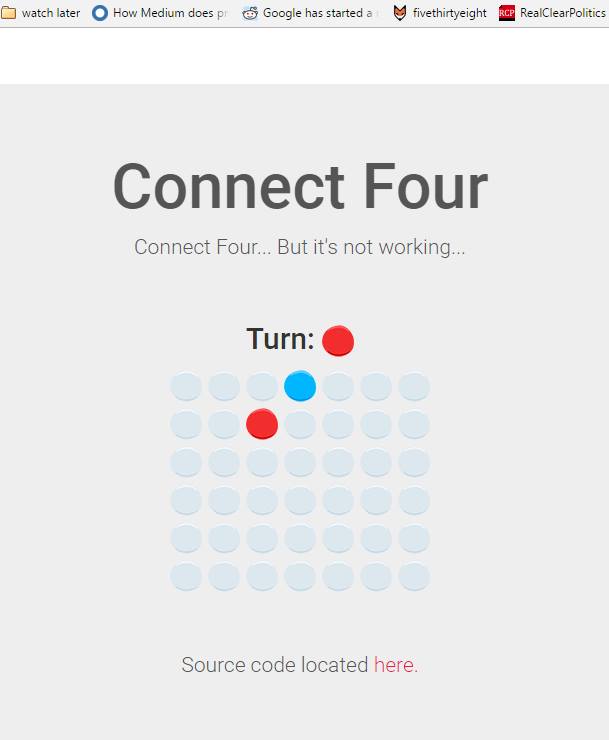 watch later How Medium does pr Google has started a fivethirtyeight RCP RealClearPolitics
Connect Four
Connect Four... But it's not working...
Turn:
Source code located here.